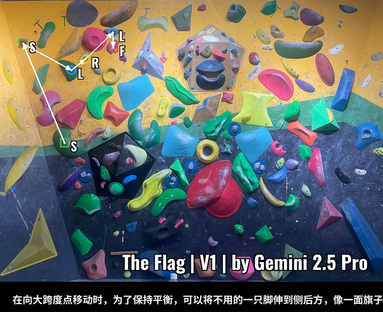 S
L
F
R
L
S
The Flag | V1 | by Gemini 2.5 Pro
在向大跨度点移动时，为了保持平衡，可以将不用的一只脚伸到侧后方，像一面旗子